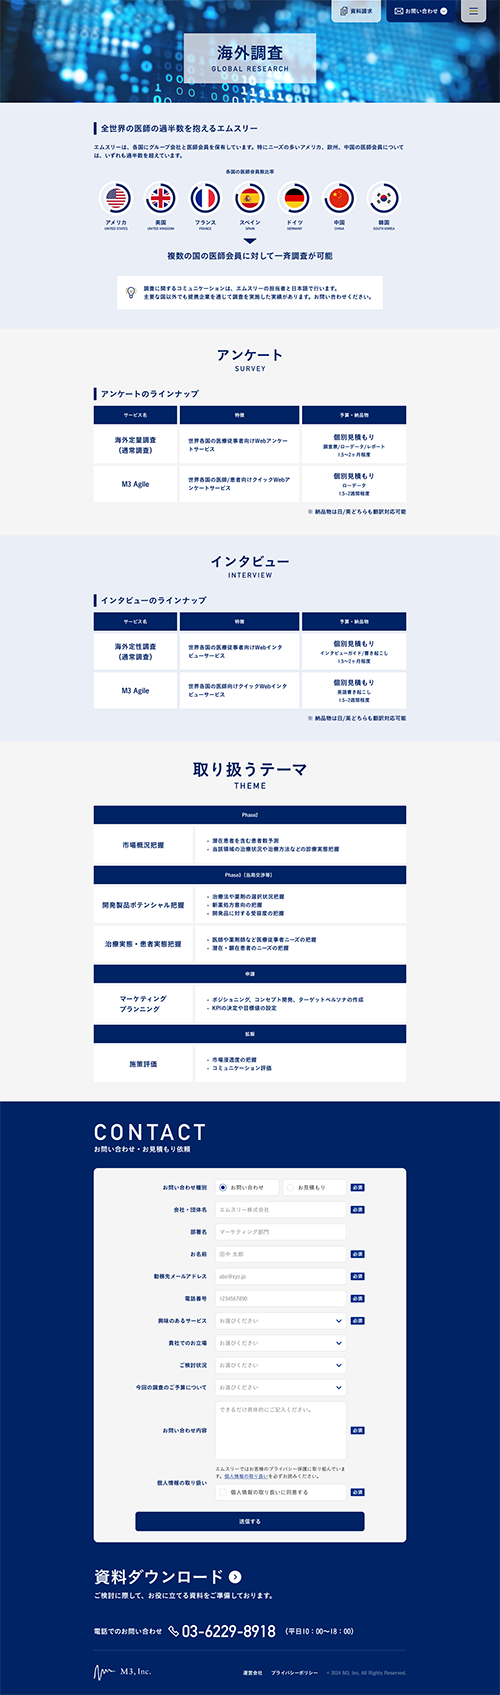 資料請求
お問い合わせ
海外調査
GLOBAL RESEARCH
全世界の医師の過半数を抱えるエムスリー
エムスリーは、各国にグループ会社と医師会員を保有しています。特にニーズの多いアメリカ、欧州、中国の医師会員について
は、いずれも過半数を超えています。
各国の医師会員数比率
アメリカ 英国 フランス スペイン ドイツ 中国 韓国
UNITED STATES UNITED KINGDOM FRANCE SPAIN GERMANY CHINA SOUTH KOREA
複数の国の医師会員に対して一斉調査が可能
調査に関するコミュニケーションは、エムスリーの担当者と日本語で行います。
主要な国以外でも提携企業を通じて調査を実施した実績があります。お問い合わせください。
アンケート
SURVEY
アンケートのラインナップ
サービス名 特徴 予算・納品物
海外定量調査
(通常調査)
世界各国の医療従事者向けWebアンケー
トサービス
個別見積もり
調査票/ローデータ/レポート
1.5〜2ヶ月程度
M3 Agile
世界各国の医師/患者向けクイックWebア
ンケートサービス
個別見積もり
ローデータ
1.5~2週間程度
※ 納品物は日/英どちらも翻訳対応可能
インタビュー
INTERVIEW
インタビューのラインナップ
サービス名 特徴 予算・納品物
海外定性調査
(通常調査)
世界各国の医療従事者向けWebインタ
ビューサービス
個別見積もり
インタビューガイド/書き起こし
1.5〜2ヶ月程度
M3 Agile
世界各国の医師向けクイックWebインタ
ビューサービス
個別見積もり
英語書き起こし
1.5~2週間程度
※ 納品物は日/英どちらも翻訳対応可能
取り扱うテーマ
THEME
Phase2
市場概況把握
・ 潜在患者を含む患者数予測
・ 当該領域の治療状況や治療方法などの診療実態把握
Phase3（当局交渉等）
開発製品ポテンシャル把握
・ 治療法や薬剤の選択状況把握
・ 新薬処方意向の把握
・ 開発品に対する受容度の把握
治療実態・患者実態把握
・ 医師や薬剤師など医療従事者ニーズの把握
・ 潜在・顕在患者のニーズの把握
申請
マーケティング
プランニング
・ ポジショニング、コンセプト開発、ターゲットペルソナの作成
・ KPIの決定や目標値の設定
拡販
施策評価
・ 市場浸透度の把握
・ コミュニケーション評価
CONTACT
お問い合わせ・お見積もり依頼
お問い合わせ種別 お問い合わせ お見積もり 必須
会社・団体名 エムスリー株式会社 必須
部署名 マーケティング部門
お名前 田中 太郎 必須
勤務先メールアドレス abc@xyz.jp 必須
電話番号 1234567890 必須
興味のあるサービス お選びください 必須
貴社でのお立場 お選びください
ご検討状況 お選びください
今回の調査のご予算について お選びください
お問い合わせ内容 できるだけ具体的にご記入ください。 必須
個人情報の取り扱い
エムスリーではお客様のプライバシー保護に取り組んでいま
す。個人情報の取り扱いを必ずお読みください。
個人情報の取り扱いに同意する 必須
送信する
資料ダウンロード
ご検討に際して、お役に立てる資料をご準備しております。
電話でのお問い合わせ 03-6229-8918 （平日10：00〜18：00）
M3, Inc.
運営会社 プライバシーポリシー © 2024 M3, Inc. All Rights Reserved.